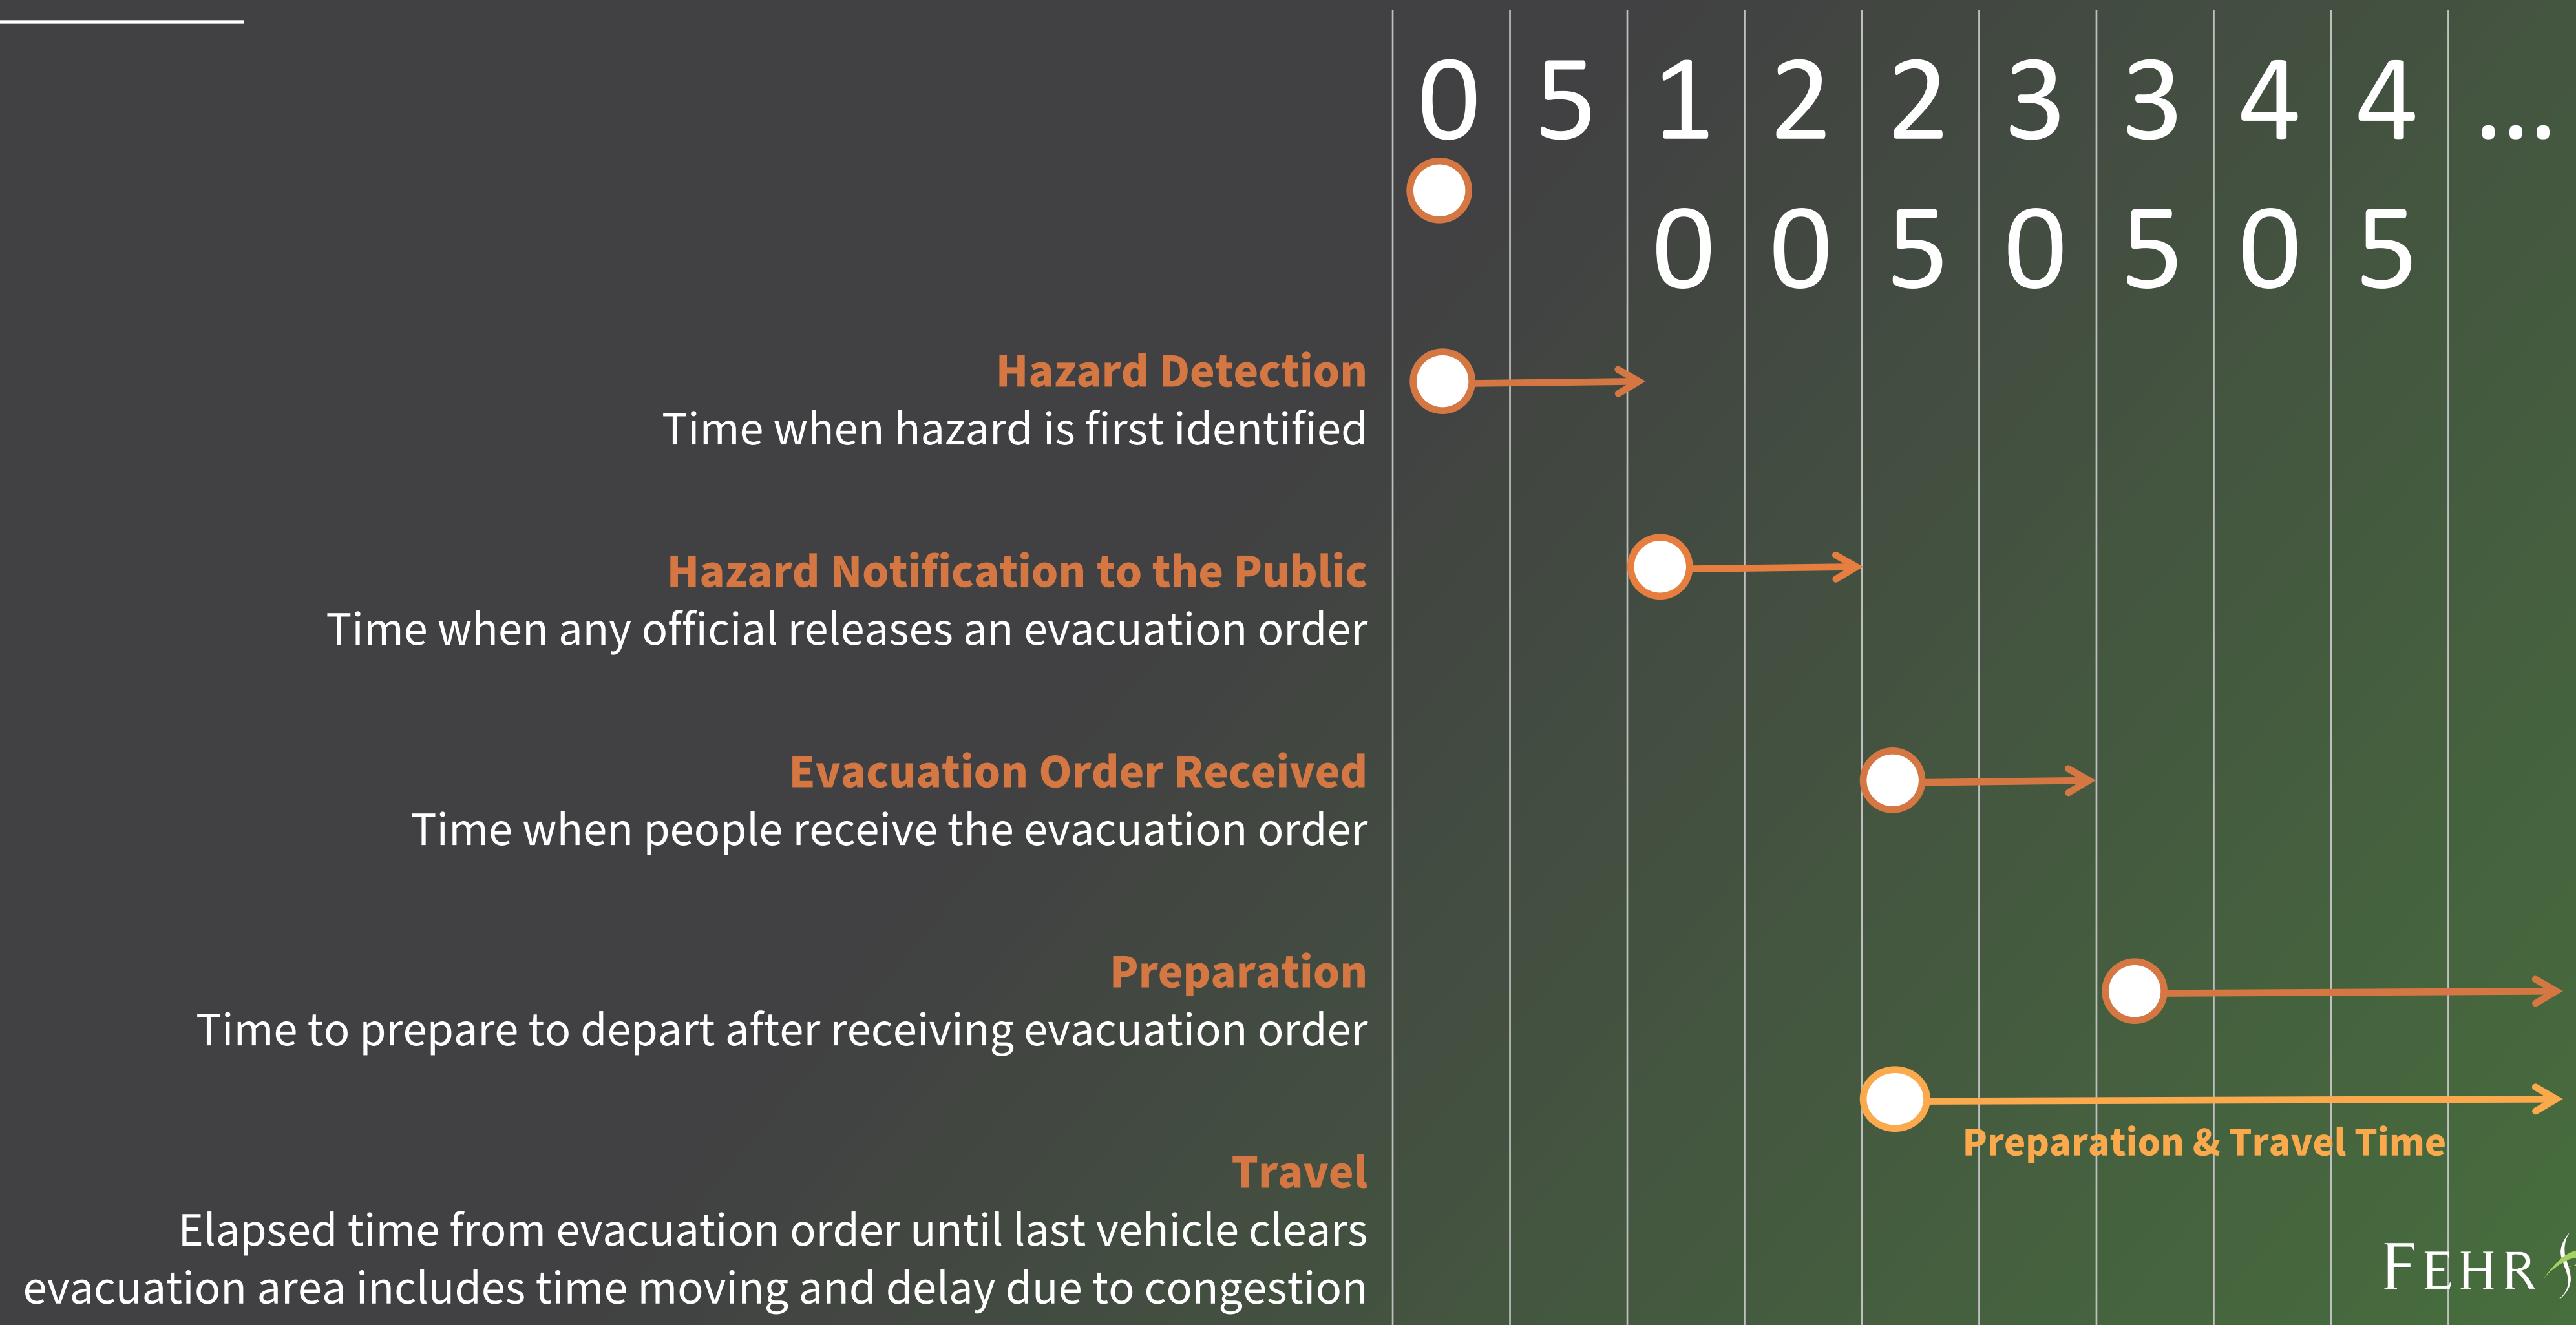 0 5 1 2 2 3 3 4 4 ...
0 0 5 0 5 0 5
Hazard Detection
Time when hazard is first identified
Hazard Notification to the Public
Time when any official releases an evacuation order
Evacuation Order Received
Time when people receive the evacuation order
Preparation
Time to prepare to depart after receiving evacuation order
Preparation & Travel Time
Travel
Elapsed time from evacuation order until last vehicle clears
evacuation area includes time moving and delay due to congestion
FEHR